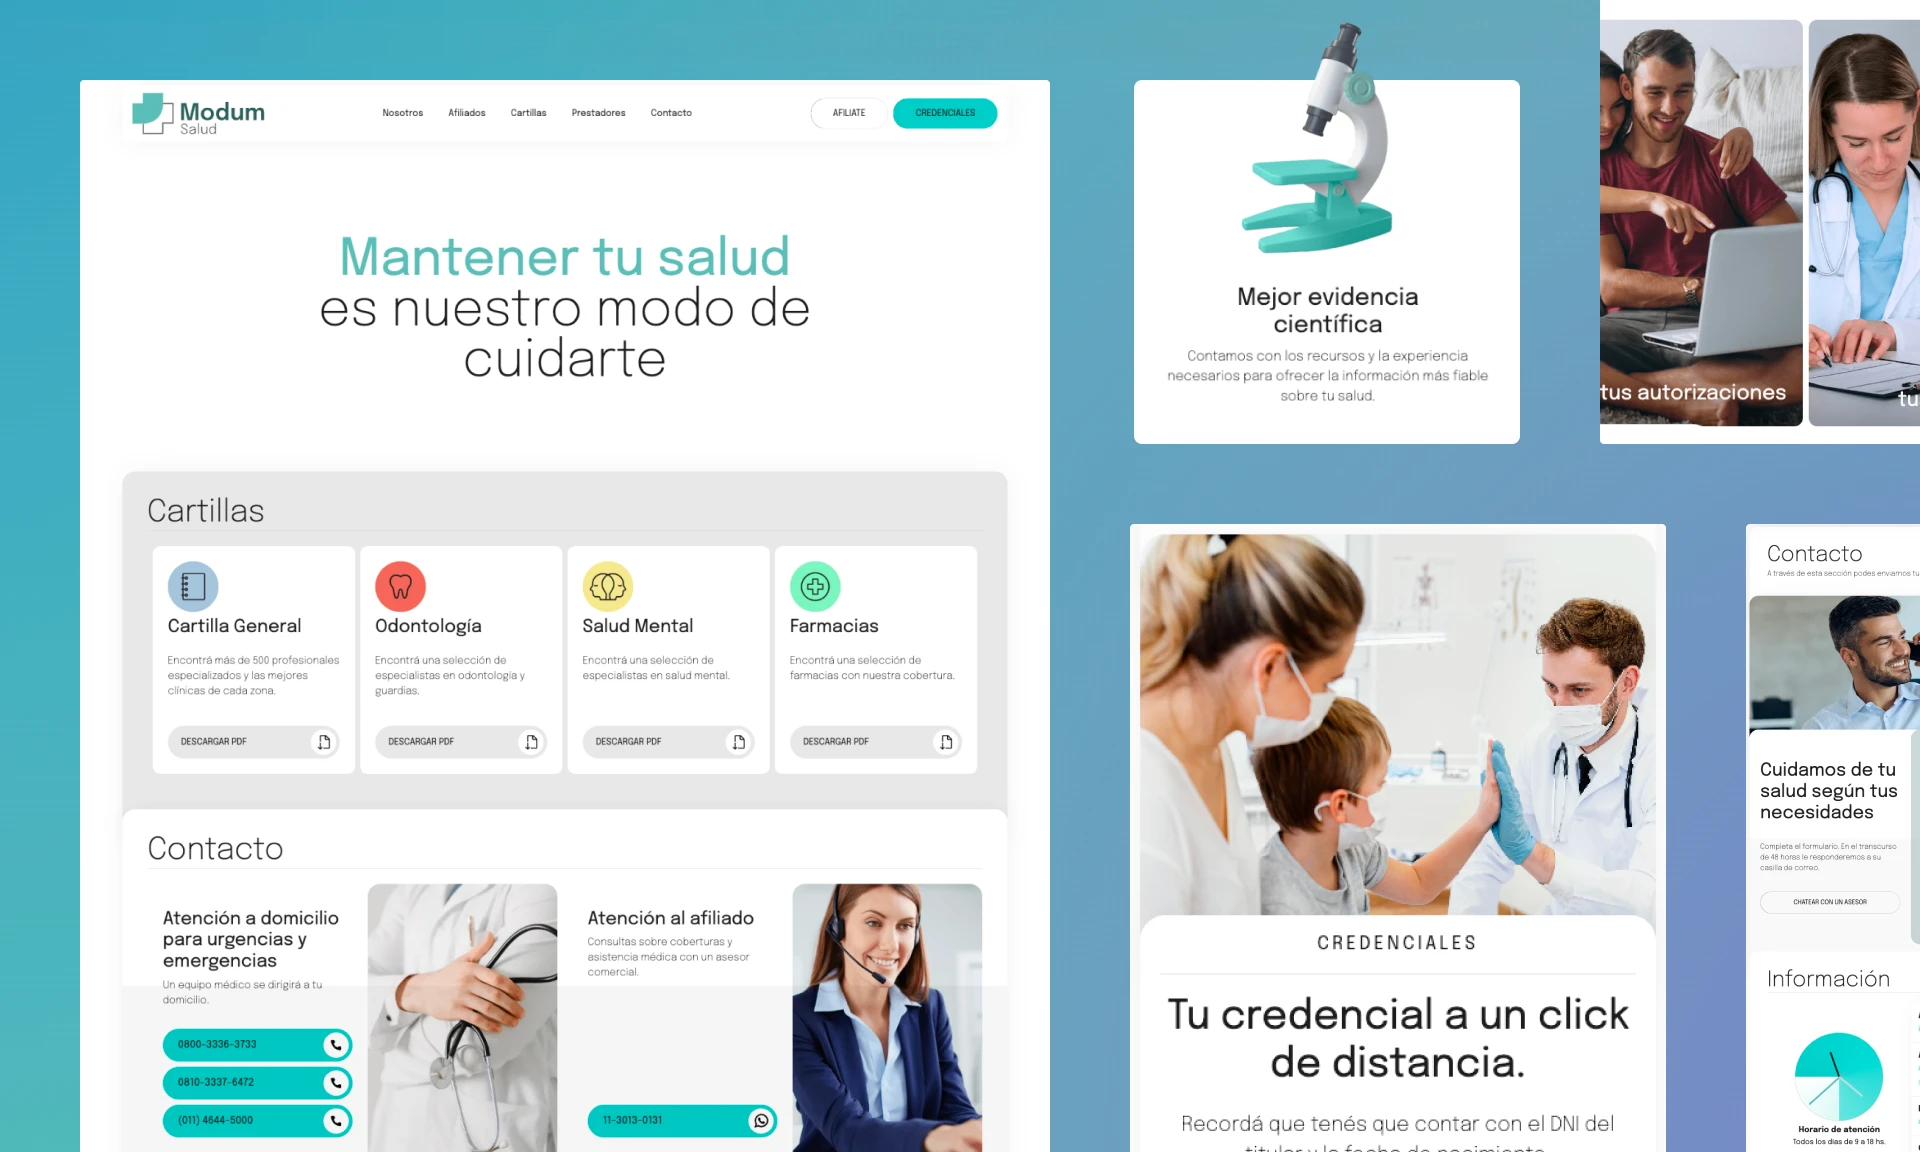 Modum
Salud
Nosotros
Afiliados
Cartillas
Prestadores
Contacto
AFILIATE
CREDENCIALES
Mantener tu salud
es nuestro modo de
cuidarte
Cartillas
Cartilla General
Encontrá más de 500 profesionales
especializados y las mejores
clínicas de cada zona.
DESCARGAR PDF
Odontología
Encontrá una selección de
especialistas en odontología y
guardias.
DESCARGAR PDF
Salud Mental
Encontrá una selección de
especialistas en salud mental.
DESCARGAR PDF
Farmacias
Encontrá una selección de
farmacias con nuestra cobertura.
DESCARGAR PDF
Contacto
Atención a domicilio
para urgencias y
emergencias
Un equipo médico se dirigirá a tu
domicilio.
0800-3336-3733
0810-3337-6472
(011) 4644-5000
Atención al afiliado
Consultas sobre coberturas y
asistencia médica con un asesor
comercial.
11-3013-0131
Mejor evidencia
científica
Contamos con los recursos y la experiencia
necesarios para ofrecer la información más fiable
sobre tu salud.
tus autorizaciones
tu
CREDENCIALES
Tu credencial a un click
de distancia.
Recordá que tenés que contar con el DNI del
titular y la fecha de nacimiento
Contacto
A través de esta sección podes enviarnos tu
Cuidamos de tu
salud según tus
necesidades
Completa el formulario. En el transcurso
de 48 horas le responderemos a su
casilla de correo.
CHATEAR CON UN ASESOR
Información
Horario de atención
Todos los días de 9 a 18 hs.